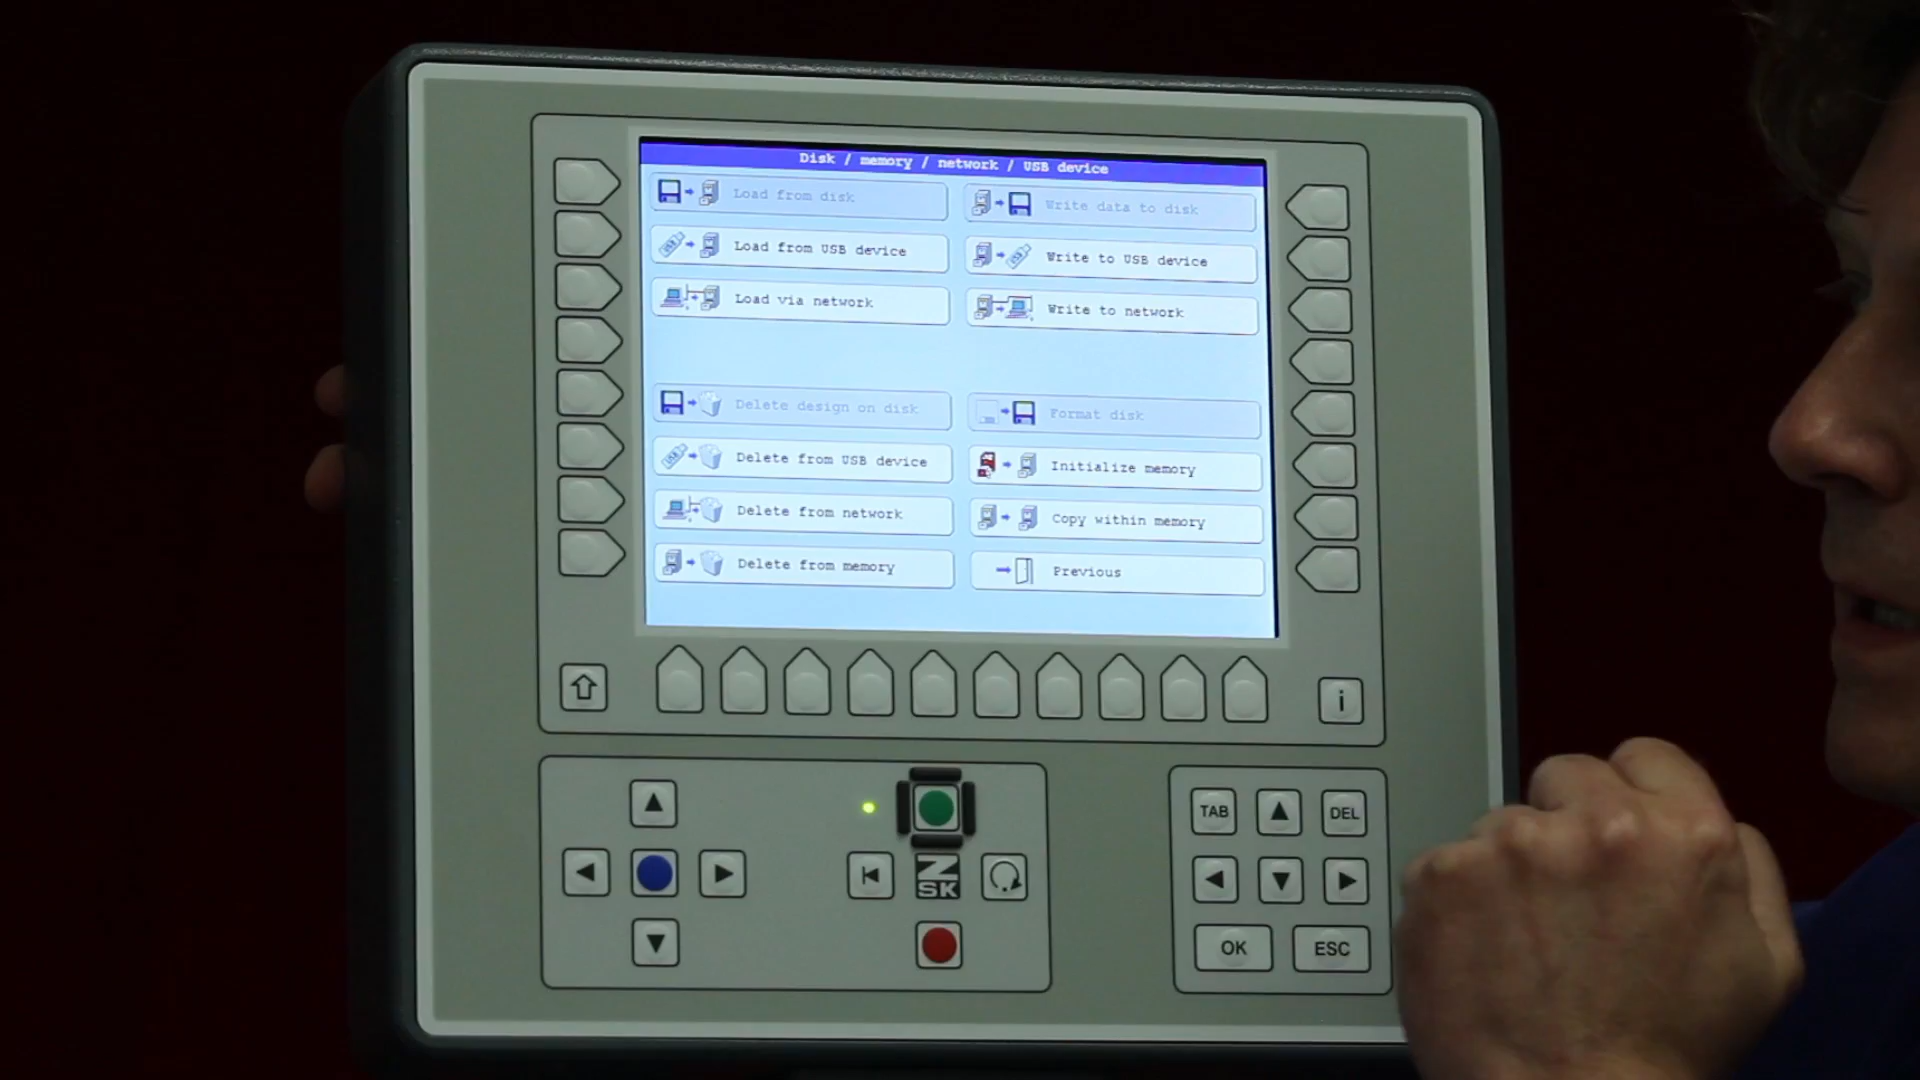 Disk / memory / network / USB device
Load from disk
Write data to disk
Load from USB device
Write to USB device
Load via network
Write to network
Delete design on disk
Format disk
Delete from USB device
Initialize memory
Delete from network
Copy within memory
Delete from memory
Previous
i
TAB
DEL
Z
SK
OK
ESC